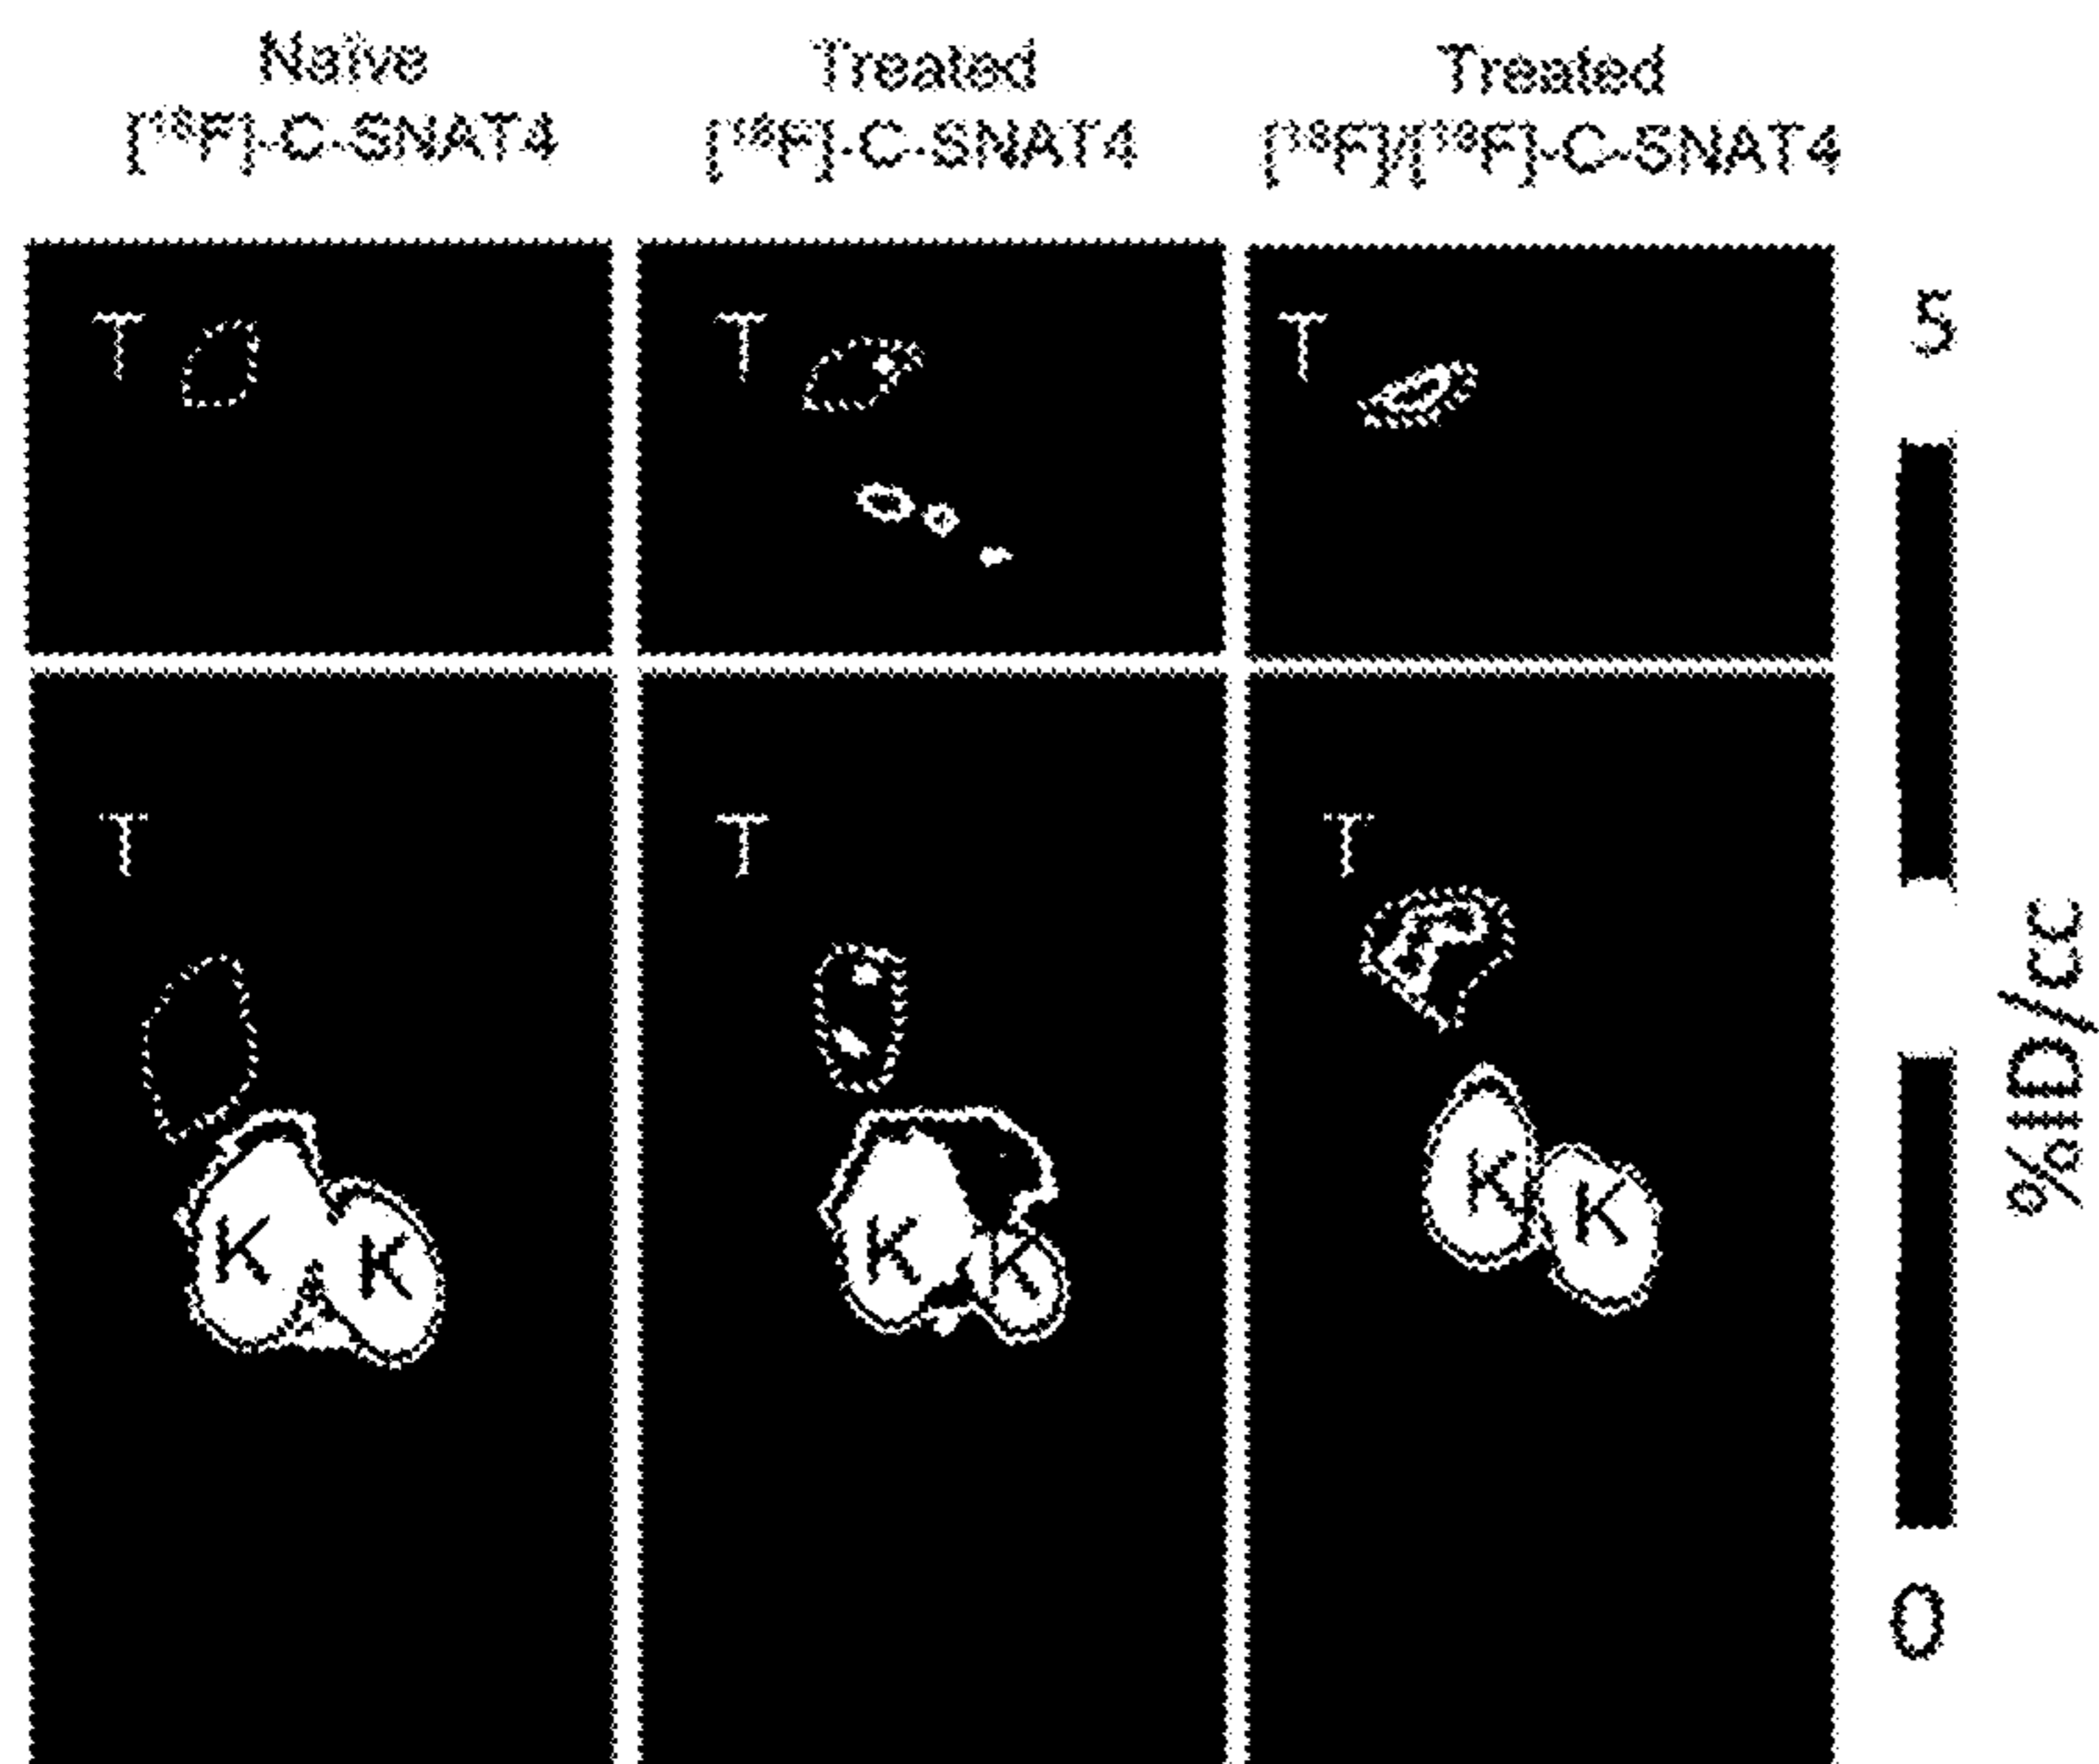 Naïve
[¹⁸F]-C-SNAT4
Treated
[¹⁸F]-C-SNAT4
Treated
[¹⁸F]/[¹⁹F]-C-SNAT4
T
T
T
5
T
T
T
%ID/cc
K
K
K
K
K
K
0